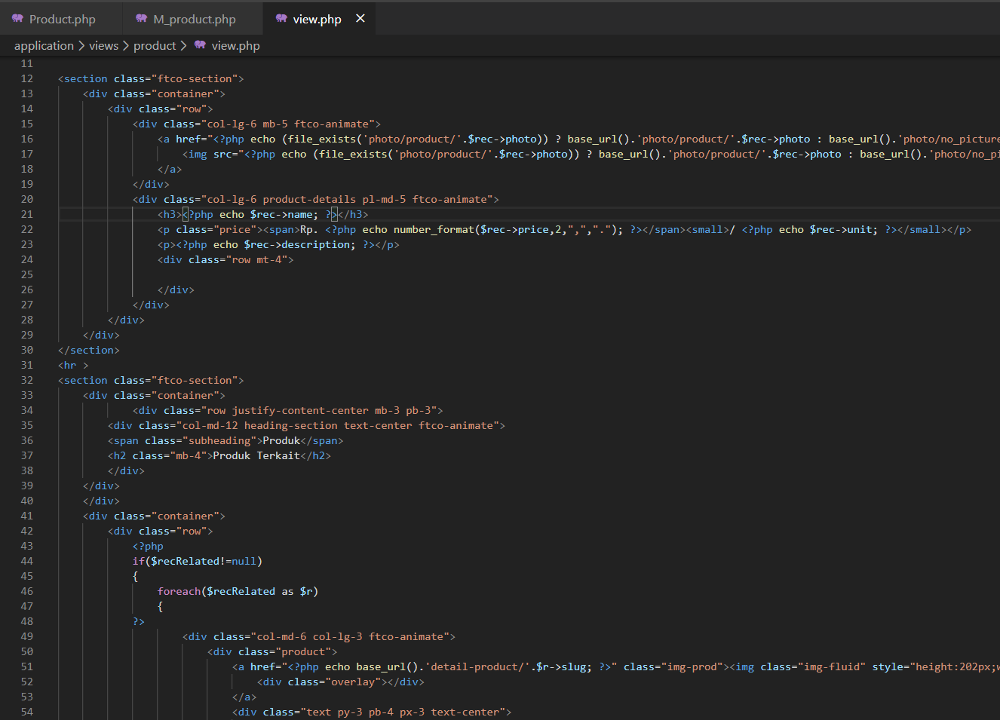 Product.php M_product.php view.php ×
application > views > product > view.php
11
12 <section class="ftco-section">
13 <div class="container">
14 <div class="row">
15 <div class="col-lg-6 mb-5 ftco-animate">
16 <a href="<?php echo (file_exists('photo/product/'.$rec->photo)) ? base_url().'photo/product/'.$rec->photo : base_url().'photo/no_picture
17 <img src="<?php echo (file_exists('photo/product/'.$rec->photo)) ? base_url().'photo/product/'.$rec->photo : base_url().'photo/no_pi
18 </a>
19 </div>
20 <div class="col-lg-6 product-details pl-md-5 ftco-animate">
21 <h3><?php echo $rec->name; ?></h3>
22 <p class="price"><span>Rp. <?php echo number_format($rec->price,2,",","."); ?></span><small>/ <?php echo $rec->unit; ?></small></p>
23 <p><?php echo $rec->description; ?></p>
24 <div class="row mt-4">
25
26 </div>
27 </div>
28 </div>
29 </div>
30 </section>
31 <hr >
32 <section class="ftco-section">
33 <div class="container">
34 <div class="row justify-content-center mb-3 pb-3">
35 <div class="col-md-12 heading-section text-center ftco-animate">
36 <span class="subheading">Produk</span>
37 <h2 class="mb-4">Produk Terkait</h2>
38 </div>
39 </div>
40 </div>
41 <div class="container">
42 <div class="row">
43 <?php
44 if($recRelated!=null)
45 {
46 foreach($recRelated as $r)
47 {
48 ?>
49 <div class="col-md-6 col-lg-3 ftco-animate">
50 <div class="product">
51 <a href="<?php echo base_url().'detail-product/'.$r->slug; ?>" class="img-prod"><img class="img-fluid" style="height:202px;w
52 <div class="overlay"></div>
53 </a>
54 <div class="text py-3 pb-4 px-3 text-center">